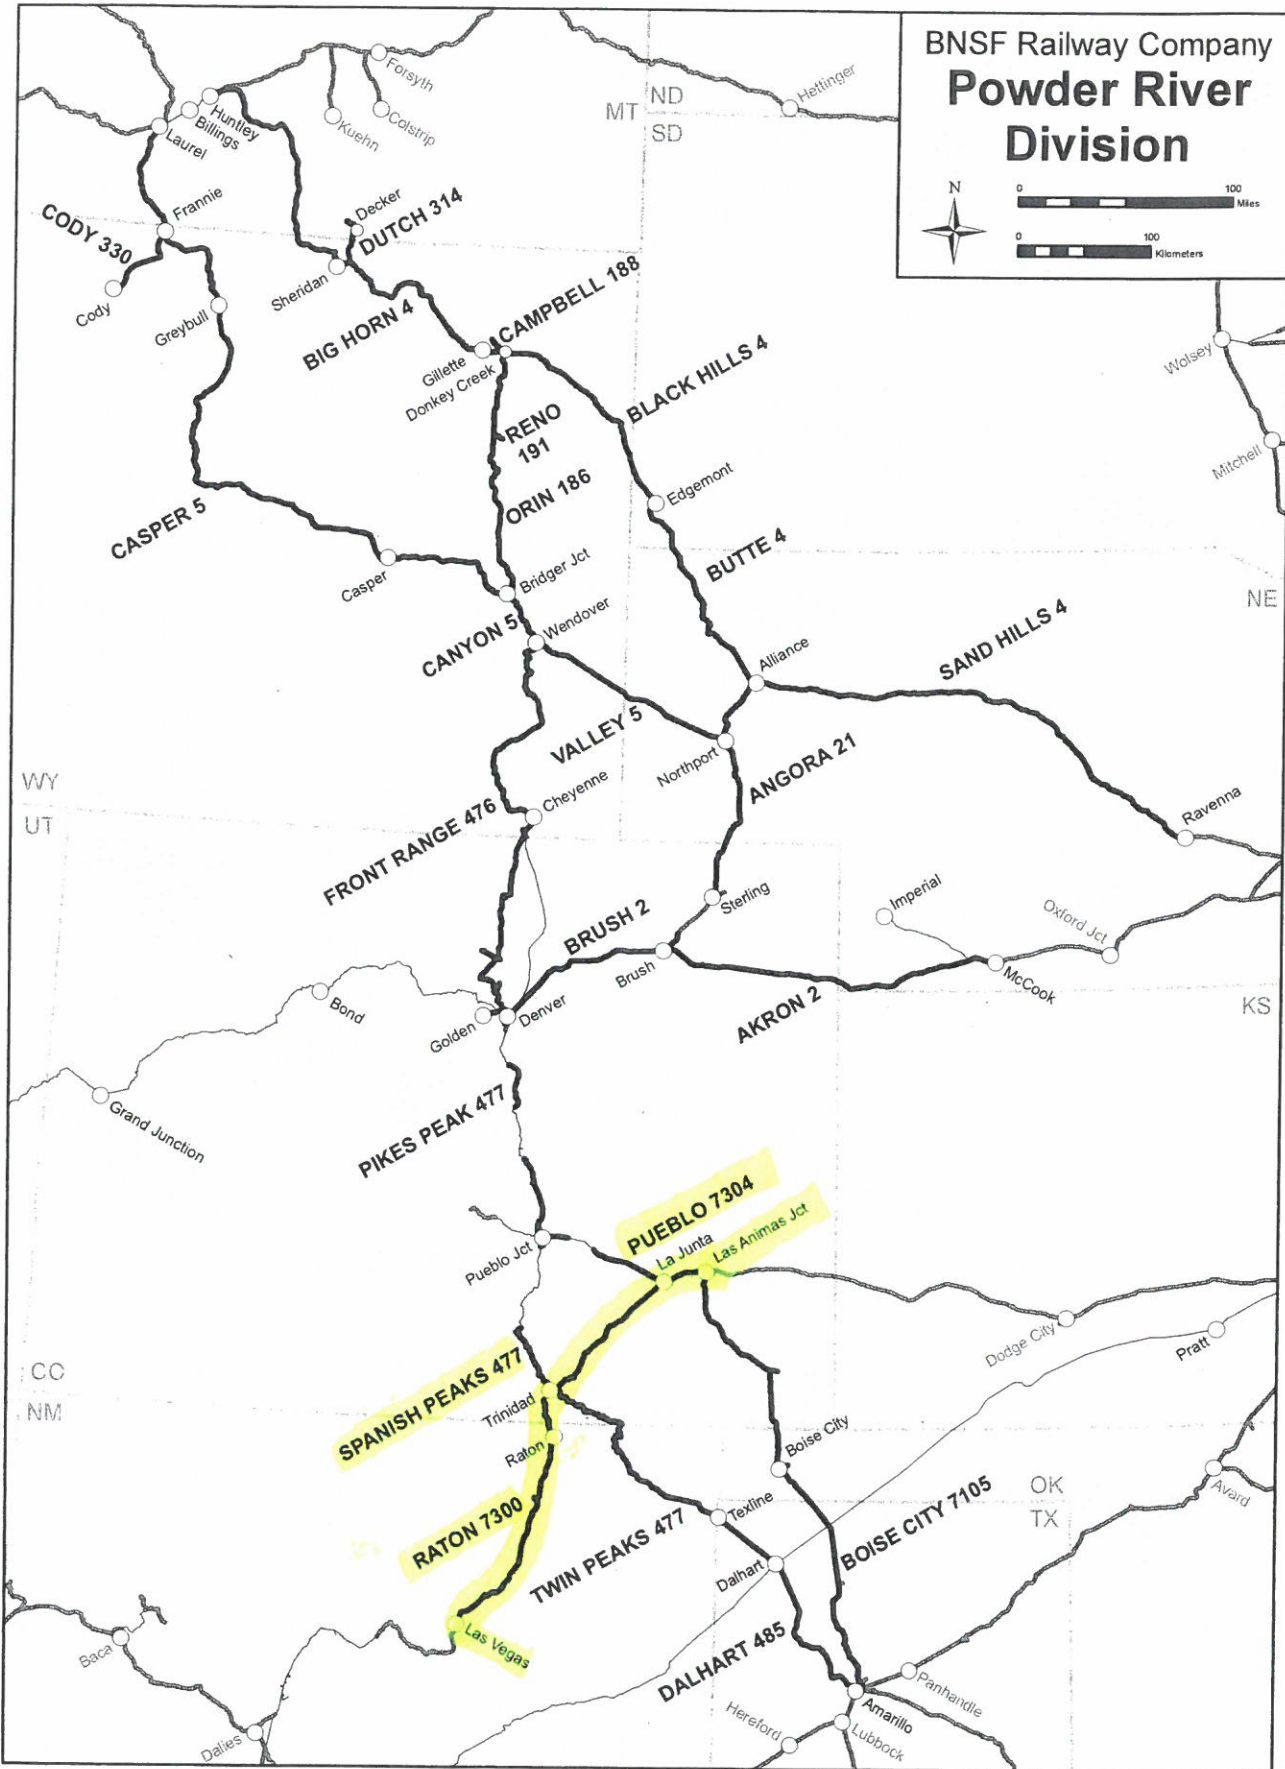 BNSF Railway Company
Powder River
Division
N
0
100
Miles
0
100
Kilometers
Forsyth
Huntley
Billings
Laurel
Kuehn
Colstrip
MT
ND
SD
Hettinger
Frannie
CODY 330
Cody
Greybull
Decker
DUTCH 314
Sheridan
BIG HORN 4
CAMPBELL 188
Gillette
Donkey Creek
BLACK HILLS 4
Wolsey
Mitchell
RENO
191
ORIN 186
Edgemont
CASPER 5
Casper
Bridger Jct
BUTTE 4
NE
CANYON 5
Wendover
Alliance
SAND HILLS 4
VALLEY 5
Northport
ANGORA 21
WY
UT
Cheyenne
FRONT RANGE 476
Ravenna
Sterling
Imperial
Oxford Jct
BRUSH 2
Brush
McCook
AKRON 2
KS
Bond
Golden
Denver
Grand Junction
PIKES PEAK 477
PUEBLO 7304
Pueblo Jct
La Junta
Las Animas Jct
Dodge City
Pratt
CO
NM
SPANISH PEAKS 477
Trinidad
Raton
Boise City
OK
TX
Avard
RATON 7300
Texline
TWIN PEAKS 477
BOISE CITY 7105
Dalhart
Las Vegas
Baca
DALHART 485
Panhandle
Amarillo
Hereford
Lubbock
Dalies